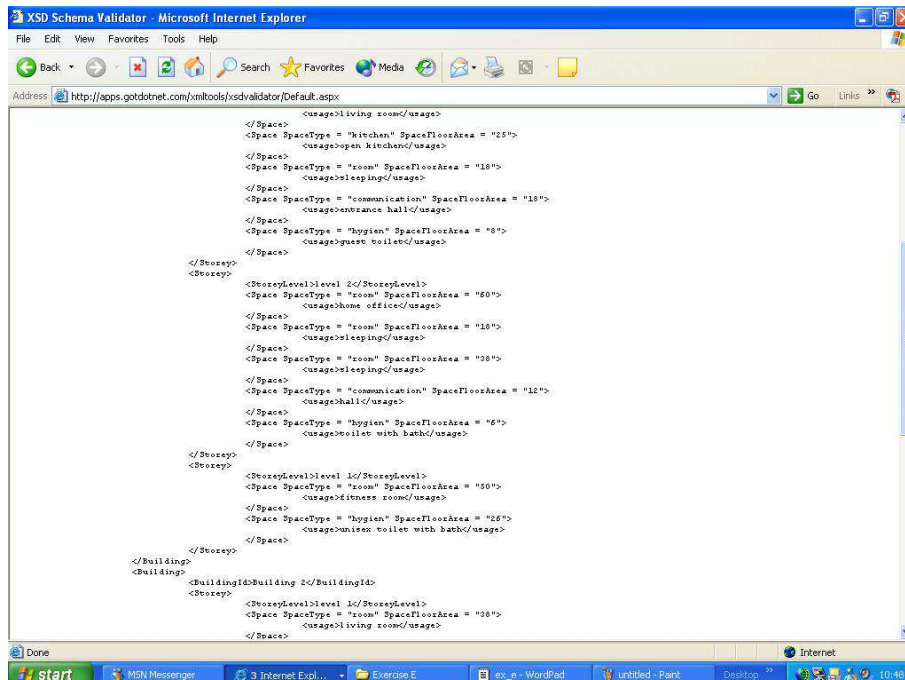 XSD Schema Validator - Microsoft Internet Explorer
File Edit View Favorites Tools Help
Back Search Favorites Media
Address http://apps.gotdotnet.com/xmltools/xsdvalidator/Default.aspx Go Links »
<usage>living room</usage>
</Space>
<Space SpaceType = "kitchen" SpaceFloorArea = "25">
<usage>open kitchen</usage>
</Space>
<Space SpaceType = "room" SpaceFloorArea = "18">
<usage>sleeping</usage>
</Space>
<Space SpaceType = "communication" SpaceFloorArea = "18">
<usage>entrance hall</usage>
</Space>
<Space SpaceType = "hygien" SpaceFloorArea = "8">
<usage>guest toilet</usage>
</Space>
</Storey>
<Storey>
<StoreyLevel>level 2</StoreyLevel>
<Space SpaceType = "room" SpaceFloorArea = "60">
<usage>home office</usage>
</Space>
<Space SpaceType = "room" SpaceFloorArea = "18">
<usage>sleeping</usage>
</Space>
<Space SpaceType = "room" SpaceFloorArea = "38">
<usage>sleeping</usage>
</Space>
<Space SpaceType = "communication" SpaceFloorArea = "12">
<usage>hall</usage>
</Space>
<Space SpaceType = "hygien" SpaceFloorArea = "6">
<usage>toilet with bath</usage>
</Space>
</Storey>
<Storey>
<StoreyLevel>level 1</StoreyLevel>
<Space SpaceType = "room" SpaceFloorArea = "50">
<usage>fitness room</usage>
</Space>
<Space SpaceType = "hygien" SpaceFloorArea = "26">
<usage>unisex toilet with bath</usage>
</Space>
</Storey>
</Building>
<Building>
<BuildingId>Building 2</BuildingId>
<Storey>
<StoreyLevel>level 1</StoreyLevel>
<Space SpaceType = "room" SpaceFloorArea = "38">
<usage>living room</usage>
</Space>
Done Internet
start MSN Messenger 3 Internet Expl... Exercise E ex_e - WordPad untitled - Paint Desktop » 10:48